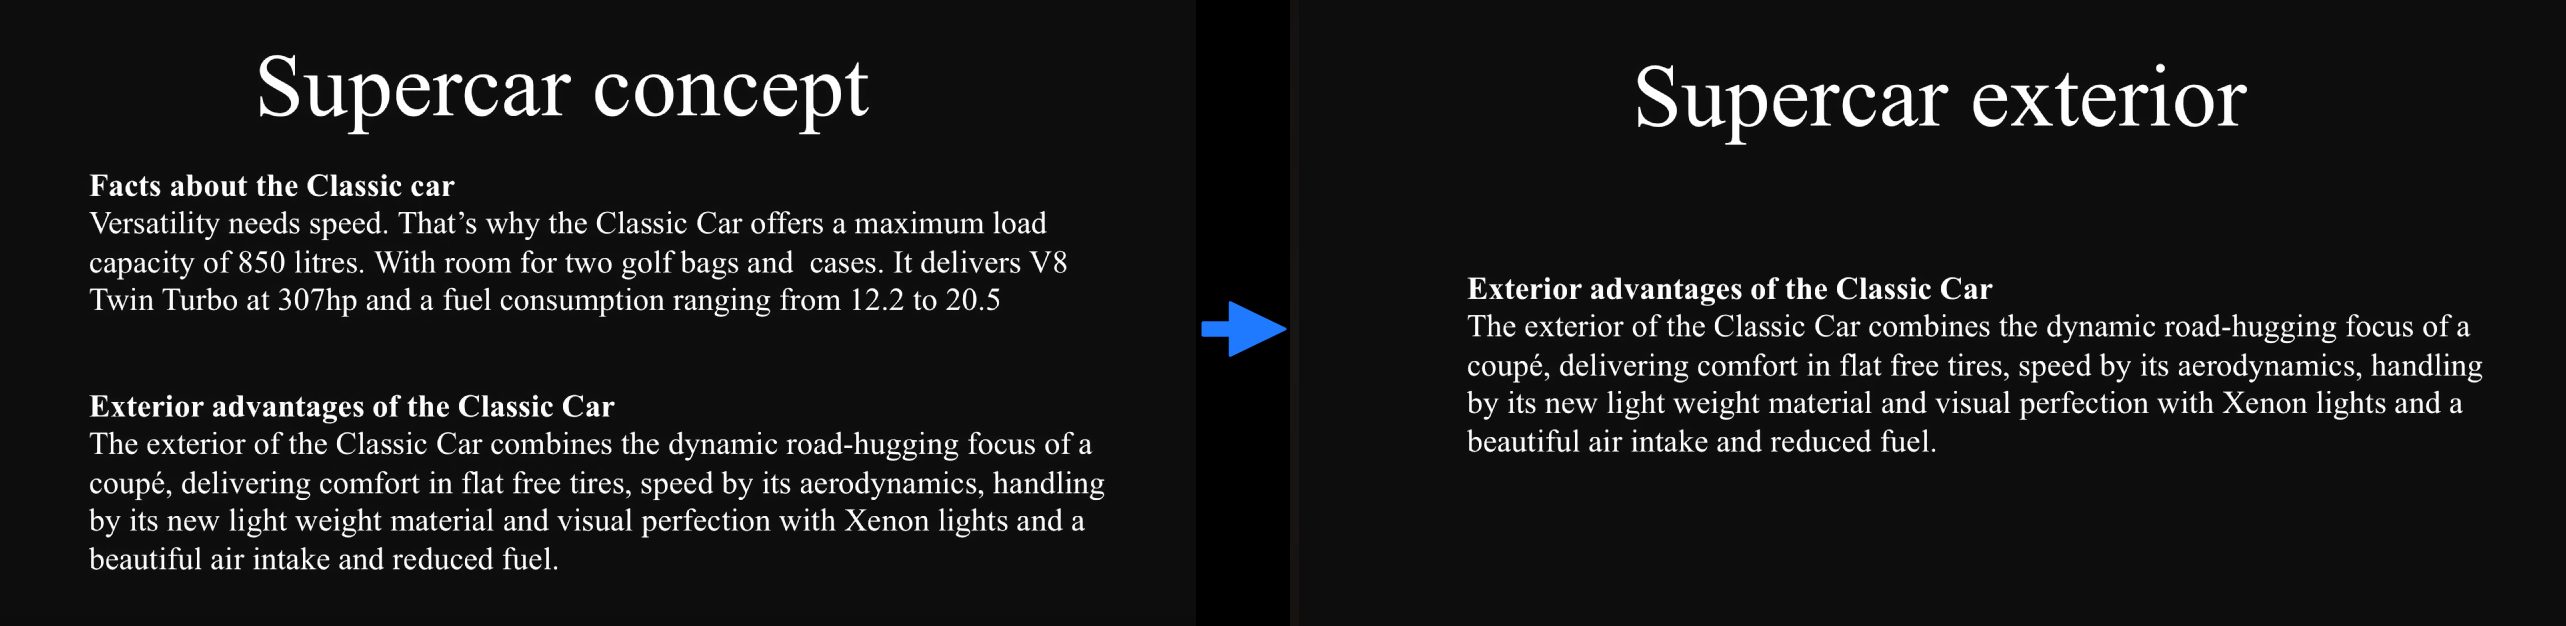 Supercar concept
Facts about the Classic car
Versatility needs speed. That’s why the Classic Car offers a maximum load
capacity of 850 litres. With room for two golf bags and  cases. It delivers V8
Twin Turbo at 307hp and a fuel consumption ranging from 12.2 to 20.5
Exterior advantages of the Classic Car
The exterior of the Classic Car combines the dynamic road-hugging focus of a
coupé, delivering comfort in flat free tires, speed by its aerodynamics, handling
by its new light weight material and visual perfection with Xenon lights and a
beautiful air intake and reduced fuel.
Supercar exterior
Exterior advantages of the Classic Car
The exterior of the Classic Car combines the dynamic road-hugging focus of a
coupé, delivering comfort in flat free tires, speed by its aerodynamics, handling
by its new light weight material and visual perfection with Xenon lights and a
beautiful air intake and reduced fuel.